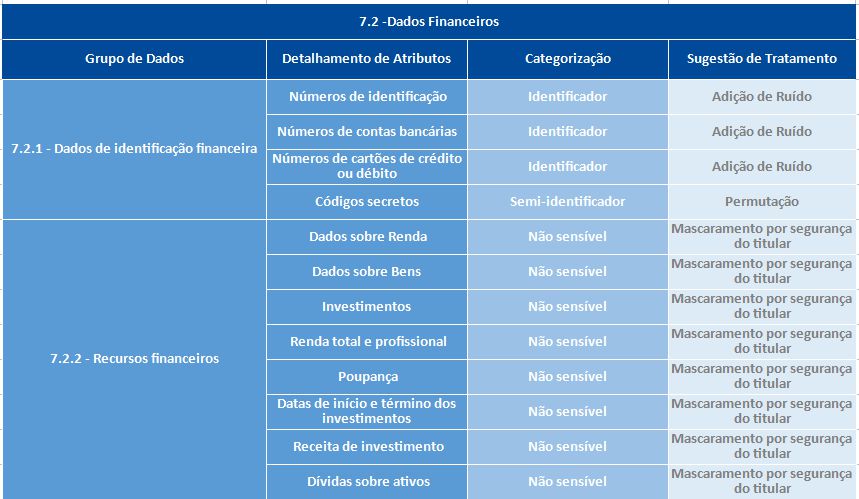 7.2 -Dados Financeiros
Grupo de Dados
Detalhamento de Atributos
Categorização
Sugestão de Tratamento
7.2.1 - Dados de identificação financeira
Números de identificação
Identificador
Adição de Ruído
Números de contas bancárias
Identificador
Adição de Ruído
Números de cartões de crédito
ou débito
Identificador
Adição de Ruído
Códigos secretos
Semi-identificador
Permutação
7.2.2 - Recursos financeiros
Dados sobre Renda
Não sensível
Mascaramento por segurança
do titular
Dados sobre Bens
Não sensível
Mascaramento por segurança
do titular
Investimentos
Não sensível
Mascaramento por segurança
do titular
Renda total e profissional
Não sensível
Mascaramento por segurança
do titular
Poupança
Não sensível
Mascaramento por segurança
do titular
Datas de início e término dos
investimentos
Não sensível
Mascaramento por segurança
do titular
Receita de investimento
Não sensível
Mascaramento por segurança
do titular
Dívidas sobre ativos
Não sensível
Mascaramento por segurança
do titular